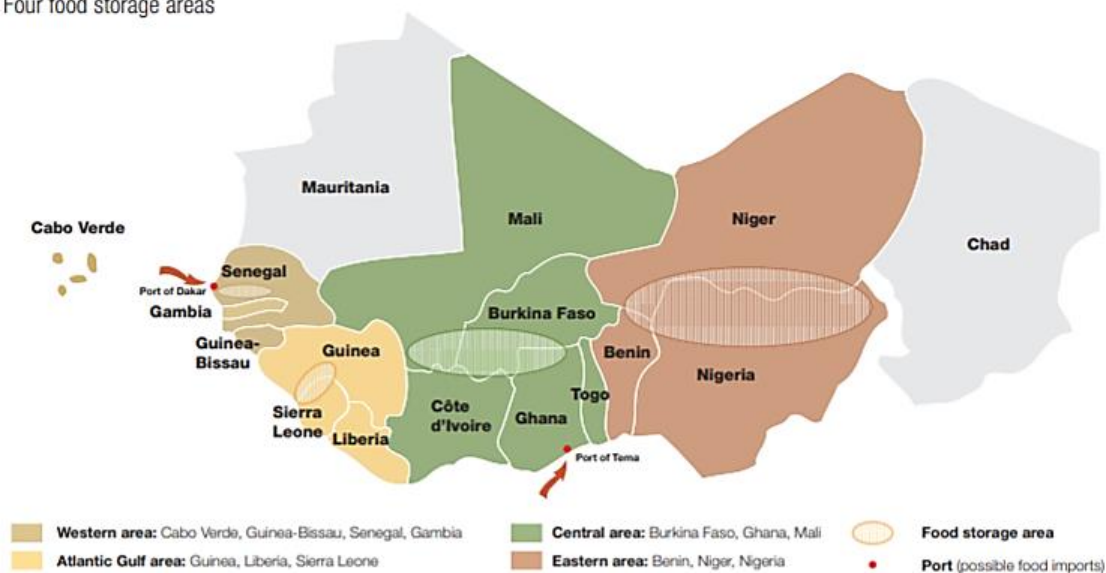 Four food storage areas
Mauritania
Mali
Niger
Chad
Cabo Verde
Senegal
Port of Dakar
Gambia
Guinea-
Bissau
Guinea
Burkina Faso
Benin
Nigeria
Togo
Côte
d'Ivoire
Ghana
Sierra
Leone
Liberia
Port of Tema
Western area: Cabo Verde, Guinea-Bissau, Senegal, Gambia
Atlantic Gulf area: Guinea, Liberia, Sierra Leone
Central area: Burkina Faso, Ghana, Mali
Eastern area: Benin, Niger, Nigeria
Food storage area
Port (possible food imports)